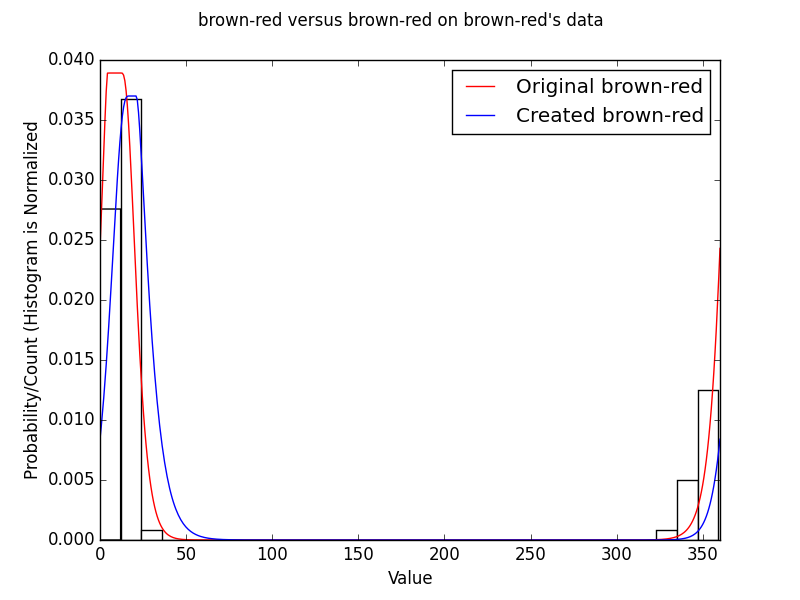 brown-red versus brown-red on brown-red's data
Probability/Count (Histogram is Normalized
0.040
0.035
0.030
0.025
0.020
0.015
0.010
0.005
0.000
Original brown-red
Created brown-red
0 50 100 150 200 250 300 350
Value